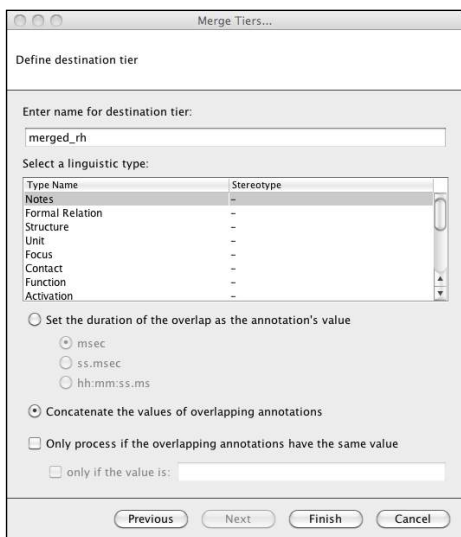 Merge Tiers...
Define destination tier
Enter name for destination tier:
merged_rh
Select a linguistic type:
Type Name Stereotype
Notes –
Formal Relation –
Structure –
Unit –
Focus –
Contact –
Function –
Activation –
Set the duration of the overlap as the annotation's value
msec
ss.msec
hh:mm:ss.ms
Concatenate the values of overlapping annotations
Only process if the overlapping annotations have the same value
only if the value is:
Previous Next Finish Cancel